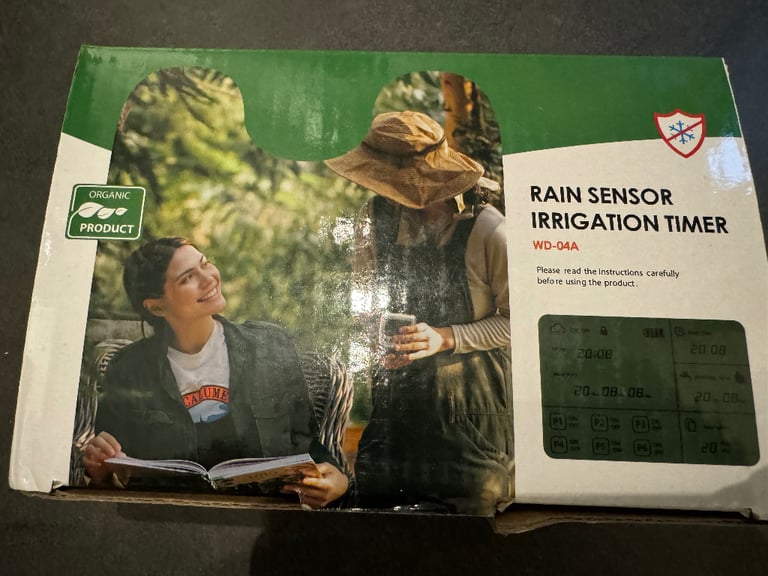 ORGANIC
PRODUCT
RAIN SENSOR
IRRIGATION TIMER
WD-04A
Please read the instructions carefully
before using the product.
20:08
20:08
20
08
08
20
08
P1
P2
P3
P4
P5
P6
20